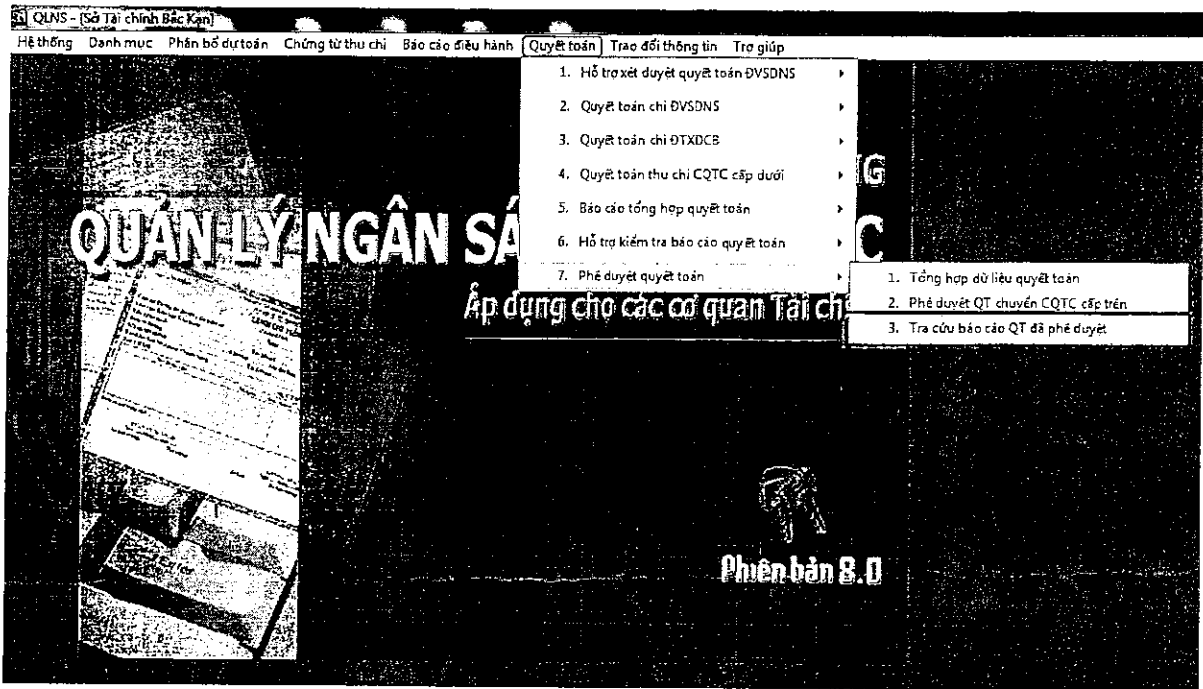 QLNS - [Sở Tài chính Bắc Kạn]
Hệ thống Danh mục Phân bổ dự toán Chứng từ thu chi Báo cáo điều hành Quyết toán Trao đổi thông tin Trợ giúp
1. Hỗ trợ xét duyệt quyết toán ĐVSDNS
2. Quyết toán chi ĐVSDNS
3. Quyết toán chi ĐTXDCB
4. Quyết toán thu chi CQTC cấp dưới
5. Báo cáo tổng hợp quyết toán
6. Hỗ trợ kiểm tra báo cáo quyết toán
7. Phê duyệt quyết toán
1. Tổng hợp dữ liệu quyết toán
2. Phê duyệt QT chuyển CQTC cấp trên
3. Tra cứu báo cáo QT đã phê duyệt
G
QUẢN LÝ NGÂN SÁ C
Áp dụng cho các cơ quan Tài ch
Phiên bản 8.0